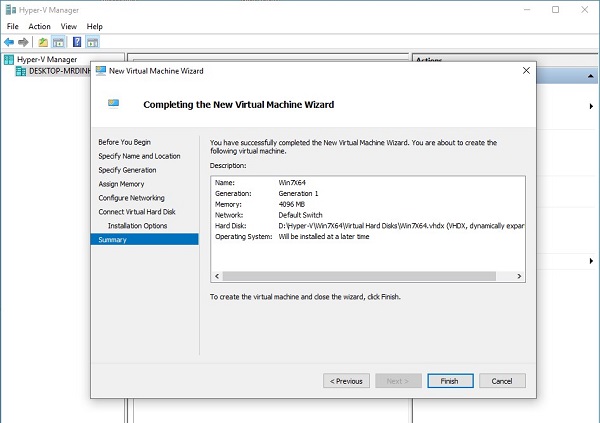 Hyper-V Manager
File Action View Help
Hyper-V Manager
DESKTOP-MRDINH
Actions
New Virtual Machine Wizard
Completing the New Virtual Machine Wizard
Before You Begin
Specify Name and Location
Specify Generation
Assign Memory
Configure Networking
Connect Virtual Hard Disk
Installation Options
Summary
You have successfully completed the New Virtual Machine Wizard. You are about to create the
following virtual machine.
Description:
Name: Win7X64
Generation: Generation 1
Memory: 4096 MB
Network: Default Switch
Hard Disk: D:\Hyper-V\Win7X64\Virtual Hard Disks\Win7X64.vhdx (VHDX, dynamically expan
Operating System: Will be installed at a later time
To create the virtual machine and close the wizard, click Finish.
< Previous Next > Finish Cancel